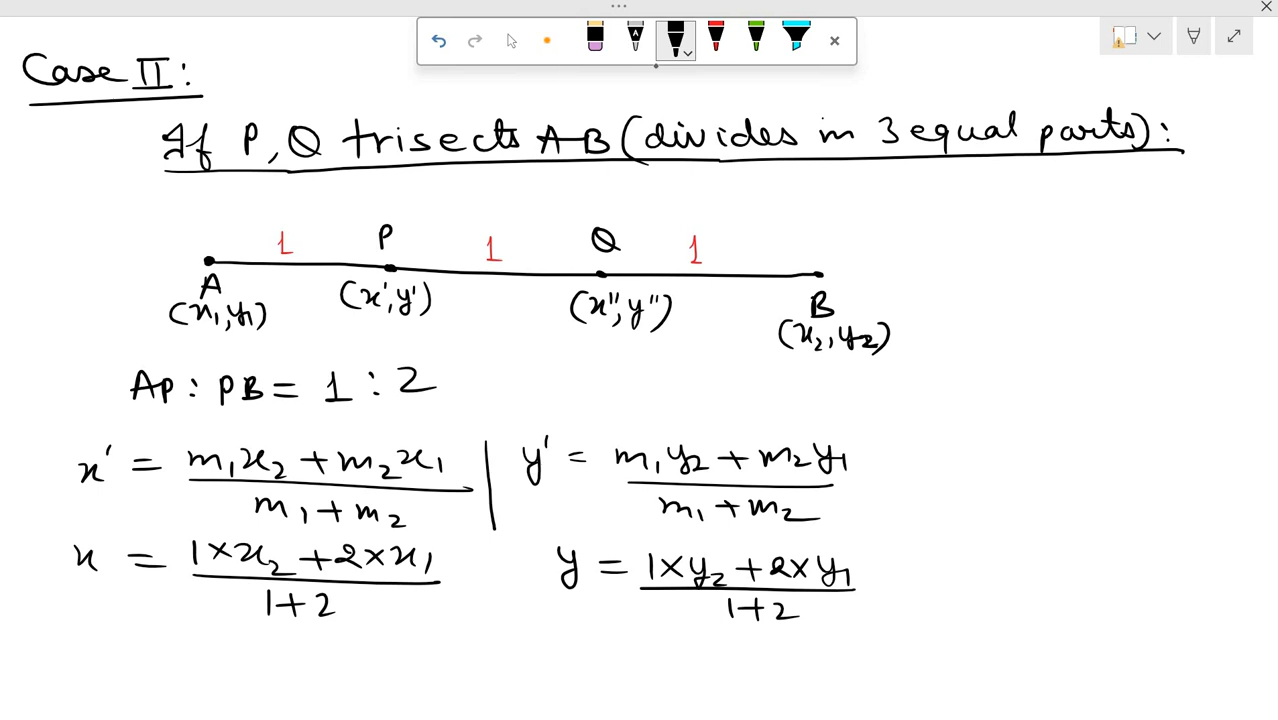 Case II:
If P, Q trisects AB (divides in 3 equal parts):
1 P 1 Q 1
A (x₁, y₁) (x', y') (x'', y'') B (x₂, y₂)
AP : PB = 1 : 2
x' = (m₁x₂ + m₂x₁)/(m₁ + m₂) | y' = (m₁y₂ + m₂y₁)/(m₁ + m₂)
x = (1×x₂ + 2×x₁)/(1+2) y = (1×y₂ + 2×y₁)/(1+2)